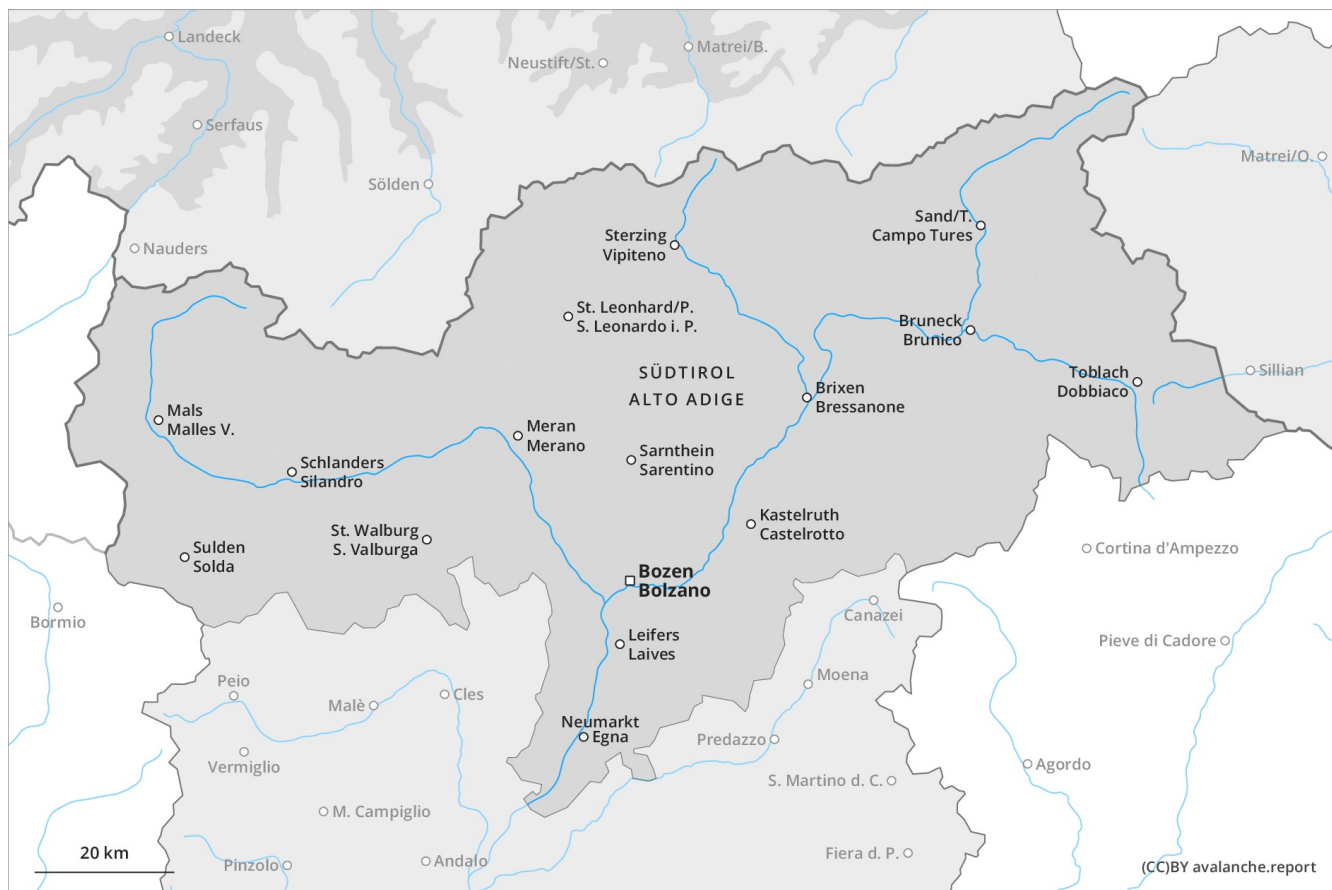 Landeck
Matrei/B.
Neustift/St.
Serfaus
Matrei/O.
Sölden
Sand/T.
Campo Tures
Sterzing
Vipiteno
Nauders
St. Leonhard/P.
S. Leonardo i. P.
Bruneck
Brunico
SÜDTIROL
ALTO ADIGE
Toblach
Dobbiaco
Sillian
Brixen
Bressanone
Mals
Malles V.
Meran
Merano
Sarnthein
Sarentino
Schlanders
Silandro
Kastelruth
Castelrotto
St. Walburg
S. Valburga
Sulden
Solda
Cortina d'Ampezzo
Bozen
Bolzano
Bormio
Canazei
Leifers
Laives
Pieve di Cadore
Moena
Peio
Malè
Cles
Neumarkt
Egna
Predazzo
Vermiglio
Agordo
S. Martino d. C.
M. Campiglio
20 km
Pinzolo
Andalo
Fiera d. P.
(CC)BY avalanche.report